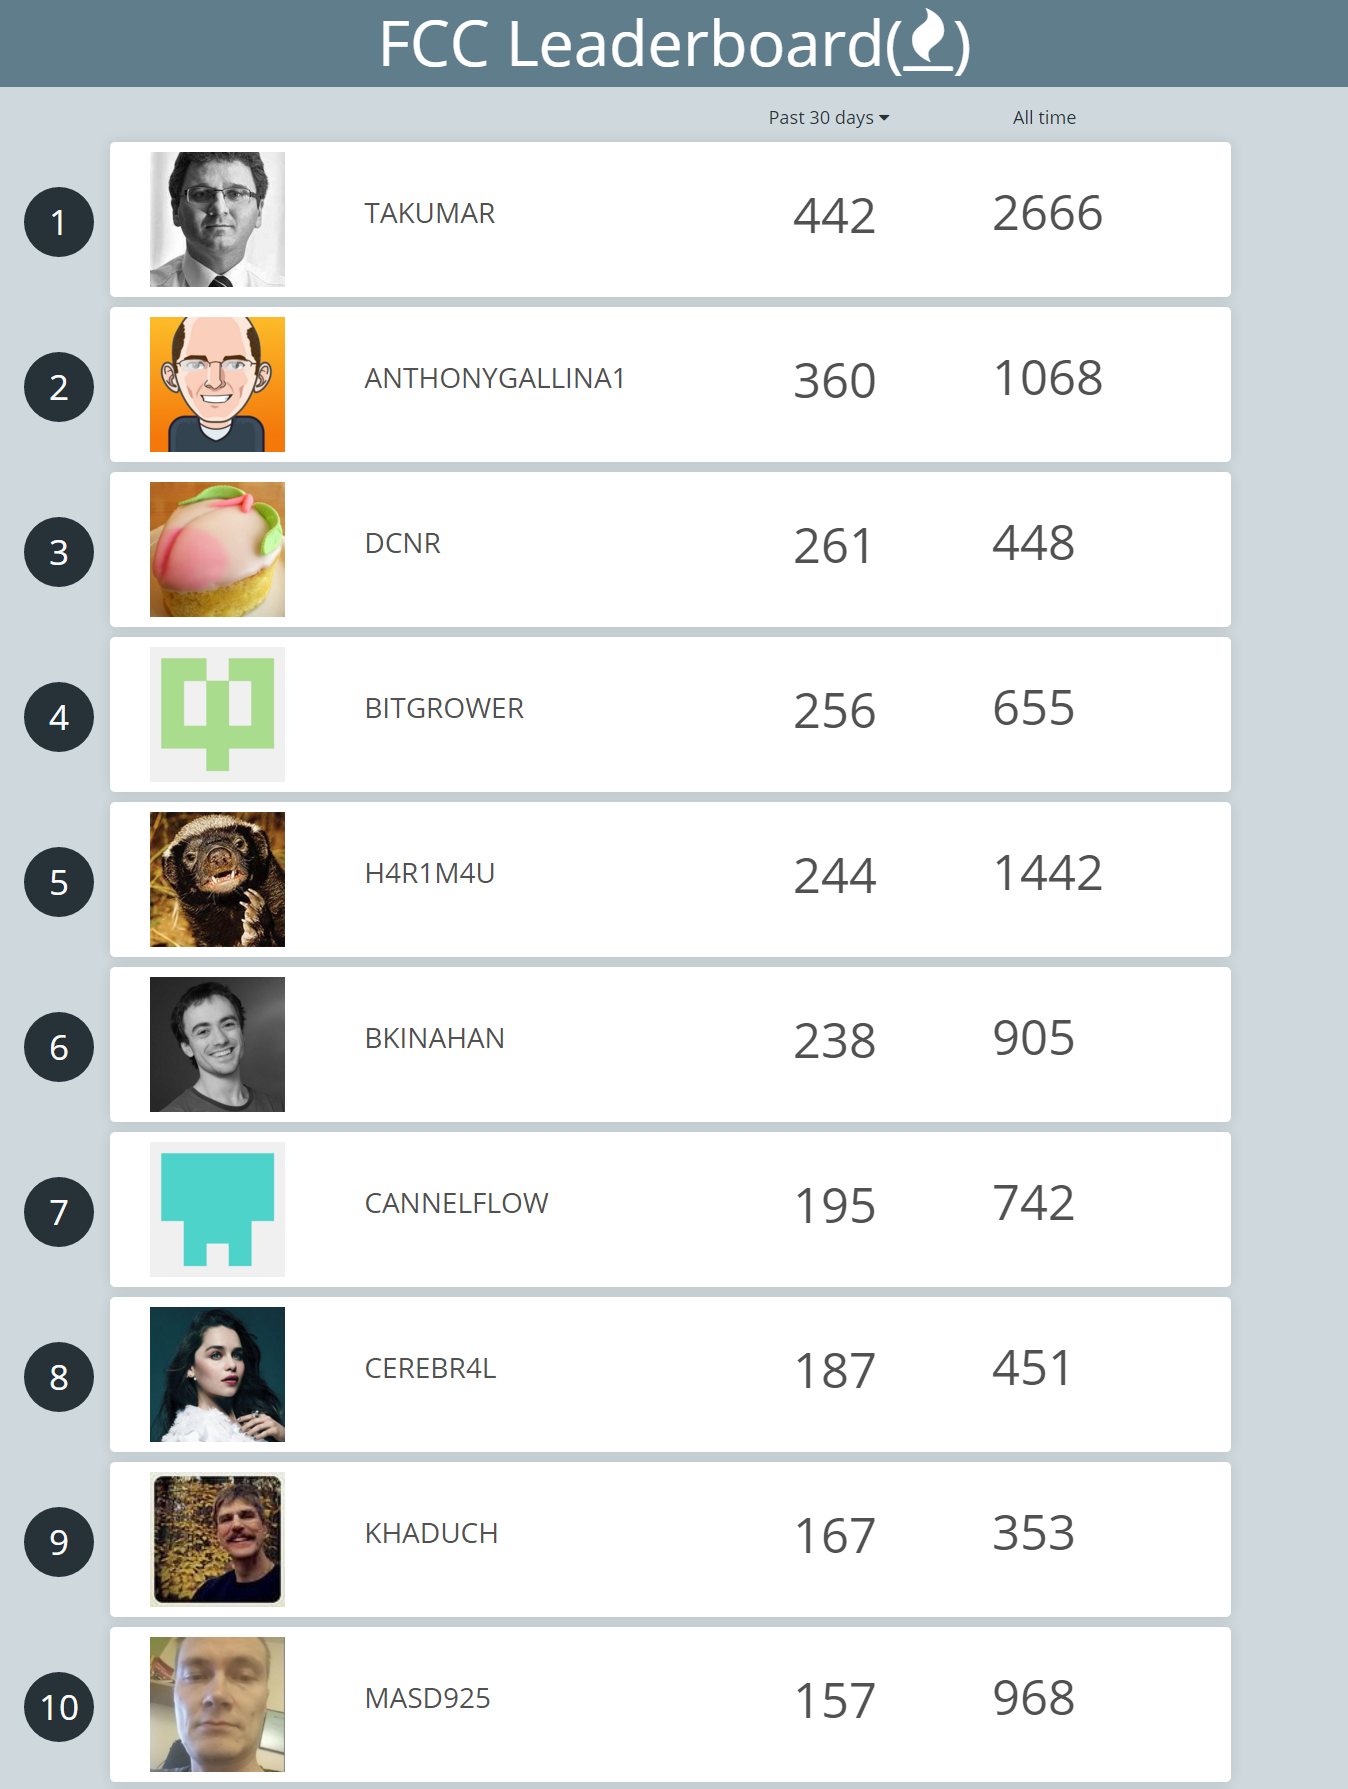 FCC Leaderboard()
Past 30 days All time
1 TAKUMAR 442 2666
2 ANTHONYGALLINA1 360 1068
3 DCNR 261 448
4 BITGROWER 256 655
5 H4R1M4U 244 1442
6 BKINAHAN 238 905
7 CANNELFLOW 195 742
8 CEREBR4L 187 451
9 KHADUCH 167 353
10 MASD925 157 968